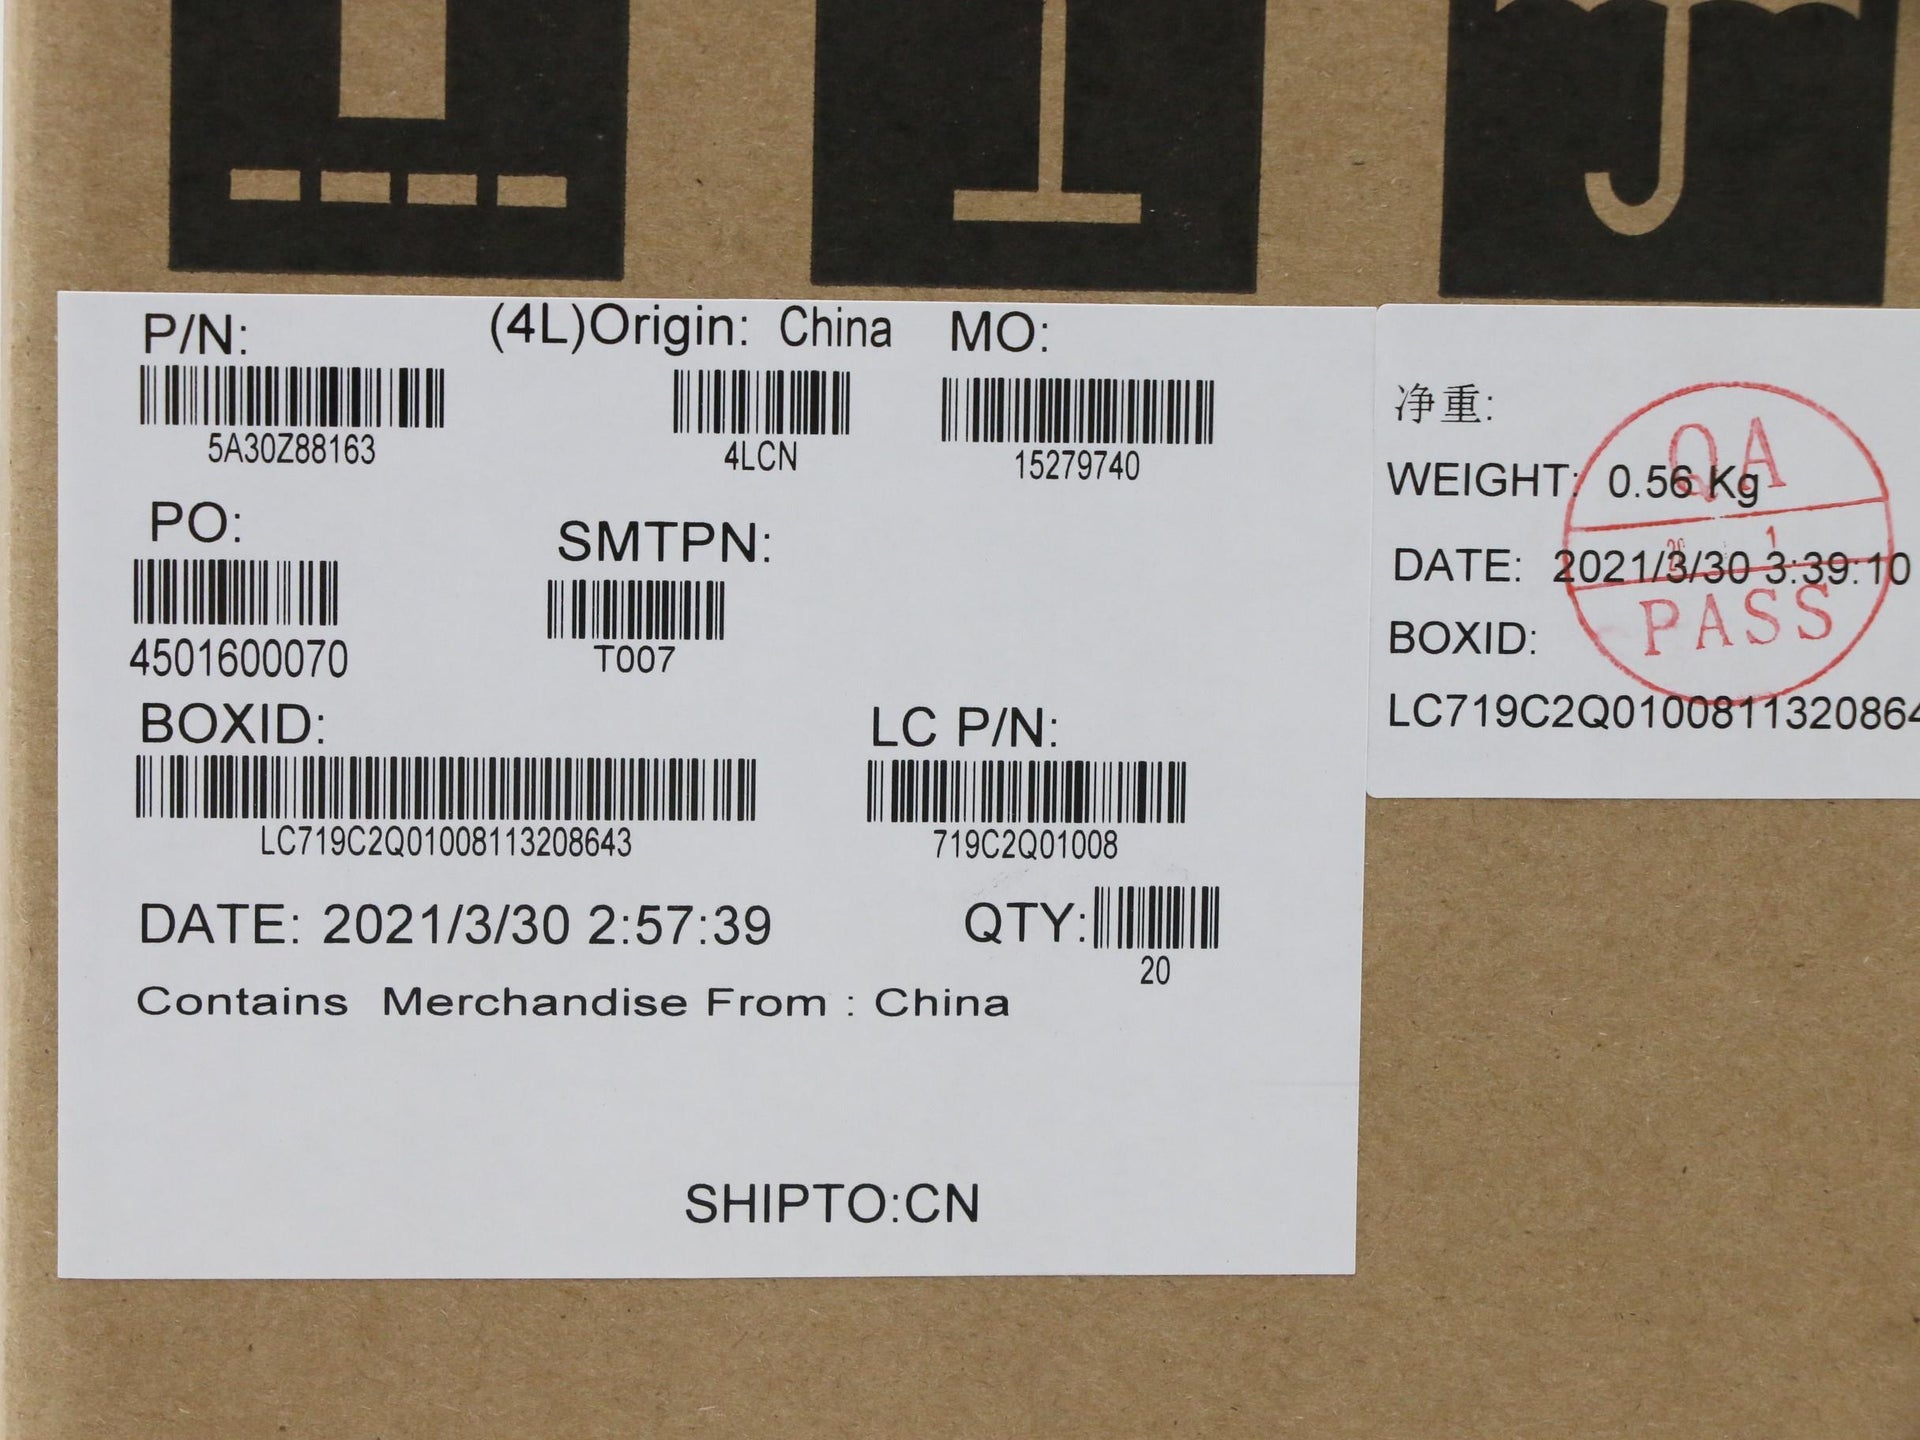 P/N: (4L)Origin: China MO:
5A30Z88163 4LCN 15279740
PO: SMTPN:
4501600070 T007
BOXID: LC P/N:
LC719C2Q01008113208643 719C2Q01008
DATE: 2021/3/30 2:57:39 QTY:
20
Contains Merchandise From : China
SHIPTO:CN
净重:
WEIGHT: 0.56 Kg
DATE: 2021/3/30 3:39:10
BOXID:
LC719C2Q0100811320864
QA
PASS